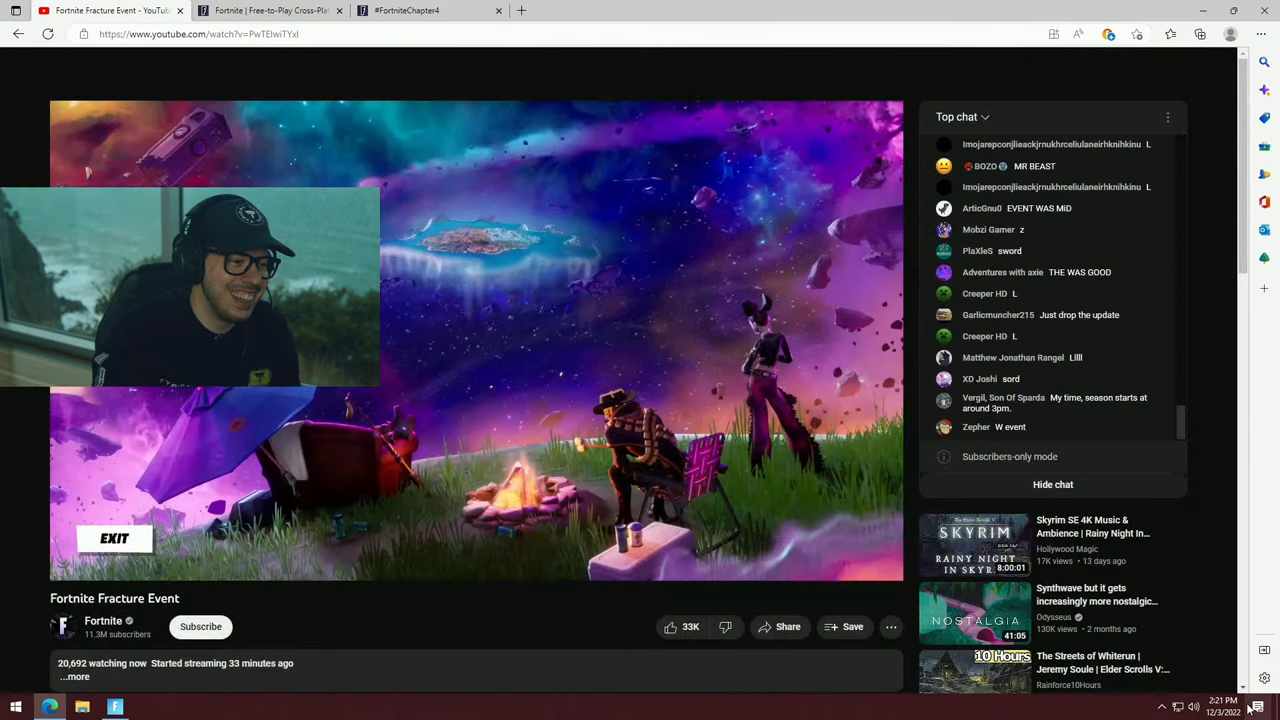 Fortnite Fracture Event - YouTub
Fortnite | Free-to-Play Cross-Plat
#FortniteChapter4
https://www.youtube.com/watch?v=PwTElwiTYxI
Top chat
Imojarepconjlieackjrnukhrceliulaneirhknihkinu L
BOZO MR BEAST
Imojarepconjlieackjrnukhrceliulaneirhknihkinu L
ArticGnu0 EVENT WAS MiD
Mobzi Gamer z
PlaXleS sword
Adventures with axie THE WAS GOOD
Creeper HD L
Garlicmuncher215 Just drop the update
Creeper HD L
Matthew Jonathan Rangel Lllll
XD Joshi sord
Vergil, Son Of Sparda My time, season starts at
around 3pm.
Zepher W event
Subscribers-only mode
Hide chat
EXIT
Fortnite Fracture Event
Fortnite
11.3M subscribers
Subscribe
33K
Share
Save
20,692 watching now Started streaming 33 minutes ago
...more
SKYRIM
RAINY NIGHT
IN SKYR
8:00:01
Skyrim SE 4K Music &
Ambience | Rainy Night In...
Hollywood Magic
17K views • 13 days ago
NOSTALGIA
41:05
Synthwave but it gets
increasingly more nostalgic...
Odysseus
130K views • 2 months ago
10 Hours
The Streets of Whiterun |
Jeremy Soule | Elder Scrolls V:...
Rainforce10Hours
2:21 PM
12/3/2022